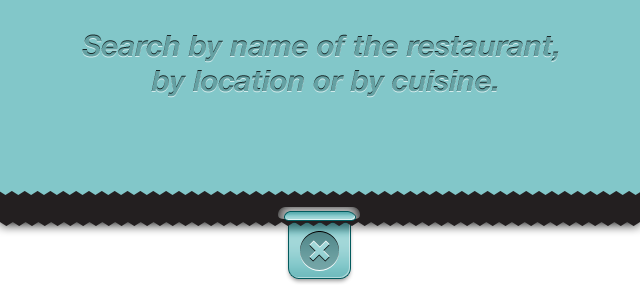 Search by name of the restaurant,
by location or by cuisine.